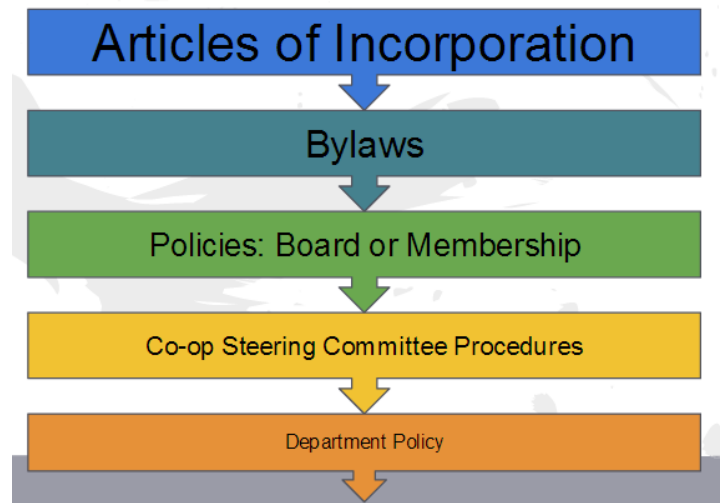 Articles of Incorporation
Bylaws
Policies: Board or Membership
Co-op Steering Committee Procedures
Department Policy